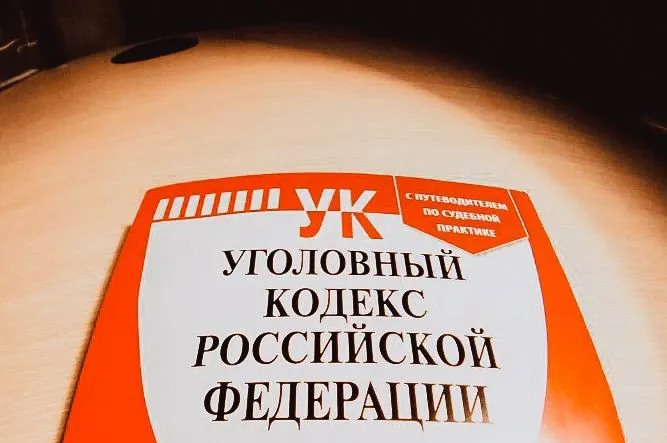 УК
С ПУТЕВОДИТЕЛЕМ
ПО СУДЕБНОЙ
ПРАКТИКЕ
УГОЛОВНЫЙ
КОДЕКС
РОССИЙСКОЙ
ФЕДЕРАЦИИ